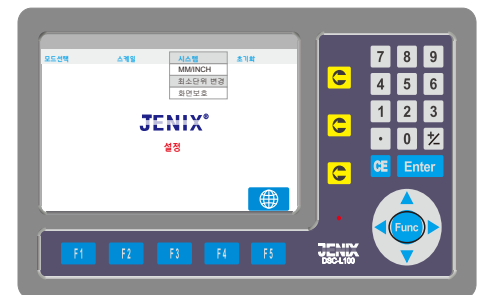 모드선택 스케일 시스템 초기화
MM/INCH
최소단위 변경
화면보호
JENIX®
설정
7 8 9
4 5 6
1 2 3
· 0 +/-
CE Enter
Func
F1 F2 F3 F4 F5
JENIX
DSC-L100